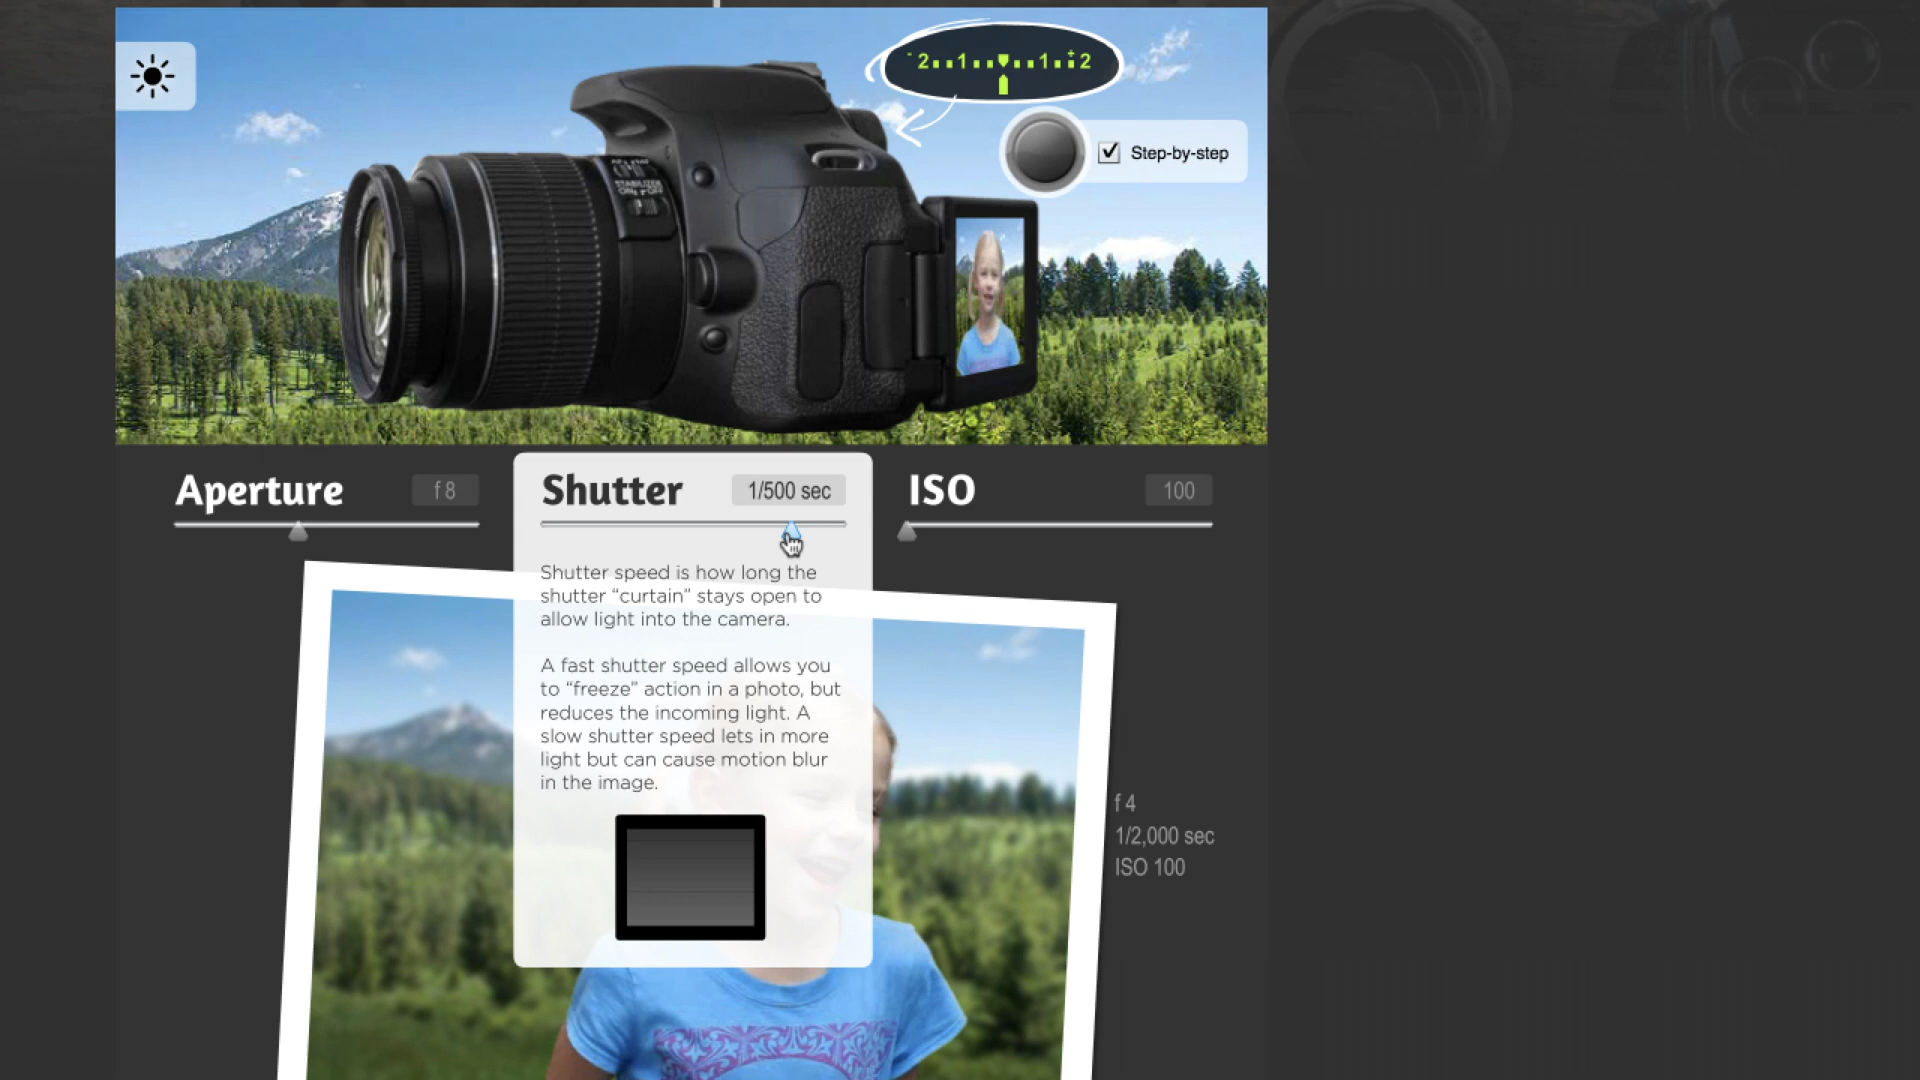 - 2 1 1 + 2
Step-by-step
STABILIZER
Aperture f 8
Shutter 1/500 sec
ISO 100
Shutter speed is how long the
shutter “curtain” stays open to
allow light into the camera.
A fast shutter speed allows you
to “freeze” action in a photo, but
reduces the incoming light. A
slow shutter speed lets in more
light but can cause motion blur
in the image.
f 4
1/2,000 sec
ISO 100